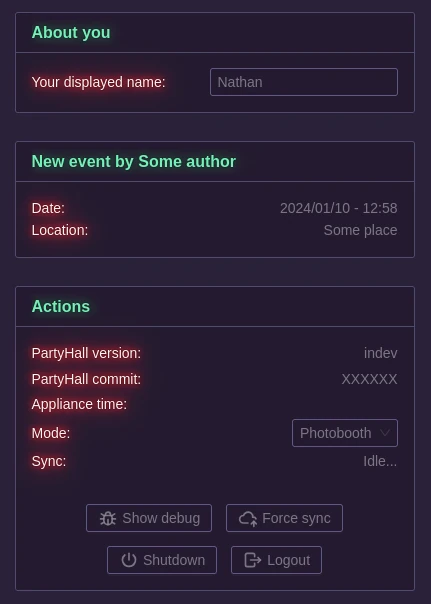 About you
Your displayed name: Nathan
New event by Some author
Date: 2024/01/10 - 12:58
Location: Some place
Actions
PartyHall version: indev
PartyHall commit: XXXXXX
Appliance time:
Mode: Photobooth
Sync: Idle...
Show debug Force sync
Shutdown Logout